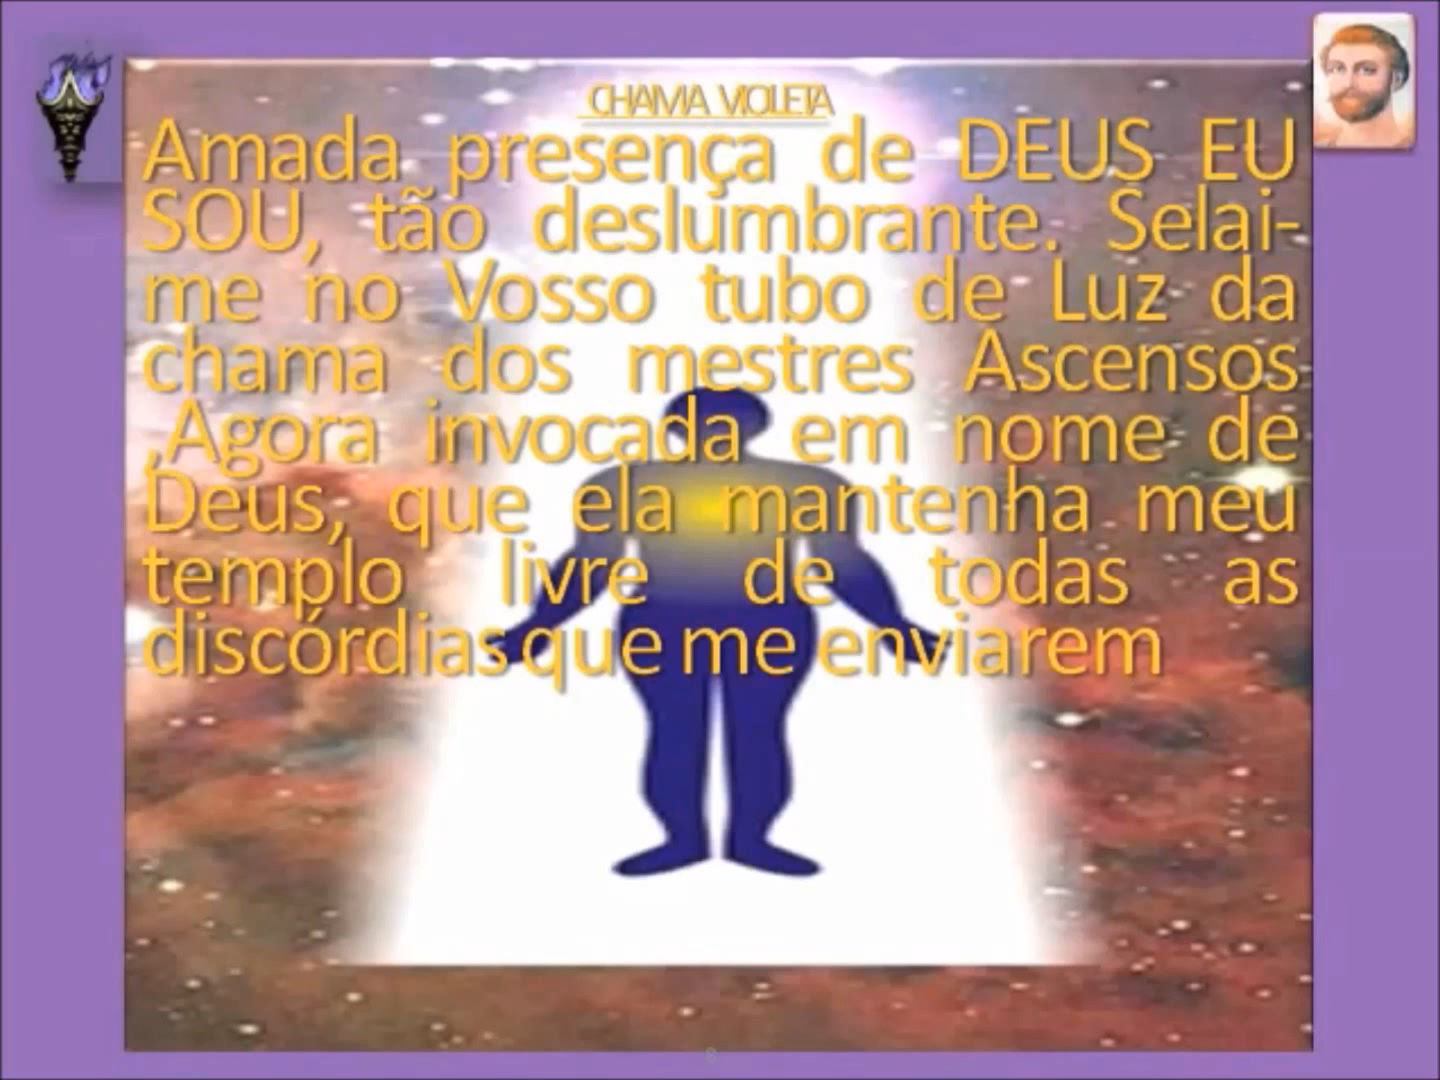 CHAMA VIOLETA
Amada presença de DEUS EU
SOU, tão deslumbrante. Selai-
me no Vosso tubo de Luz da
chama dos mestres Ascensos
,Agora invocada em nome de
Deus, que ela mantenha meu
templo livre de todas as
discórdias que me enviarem